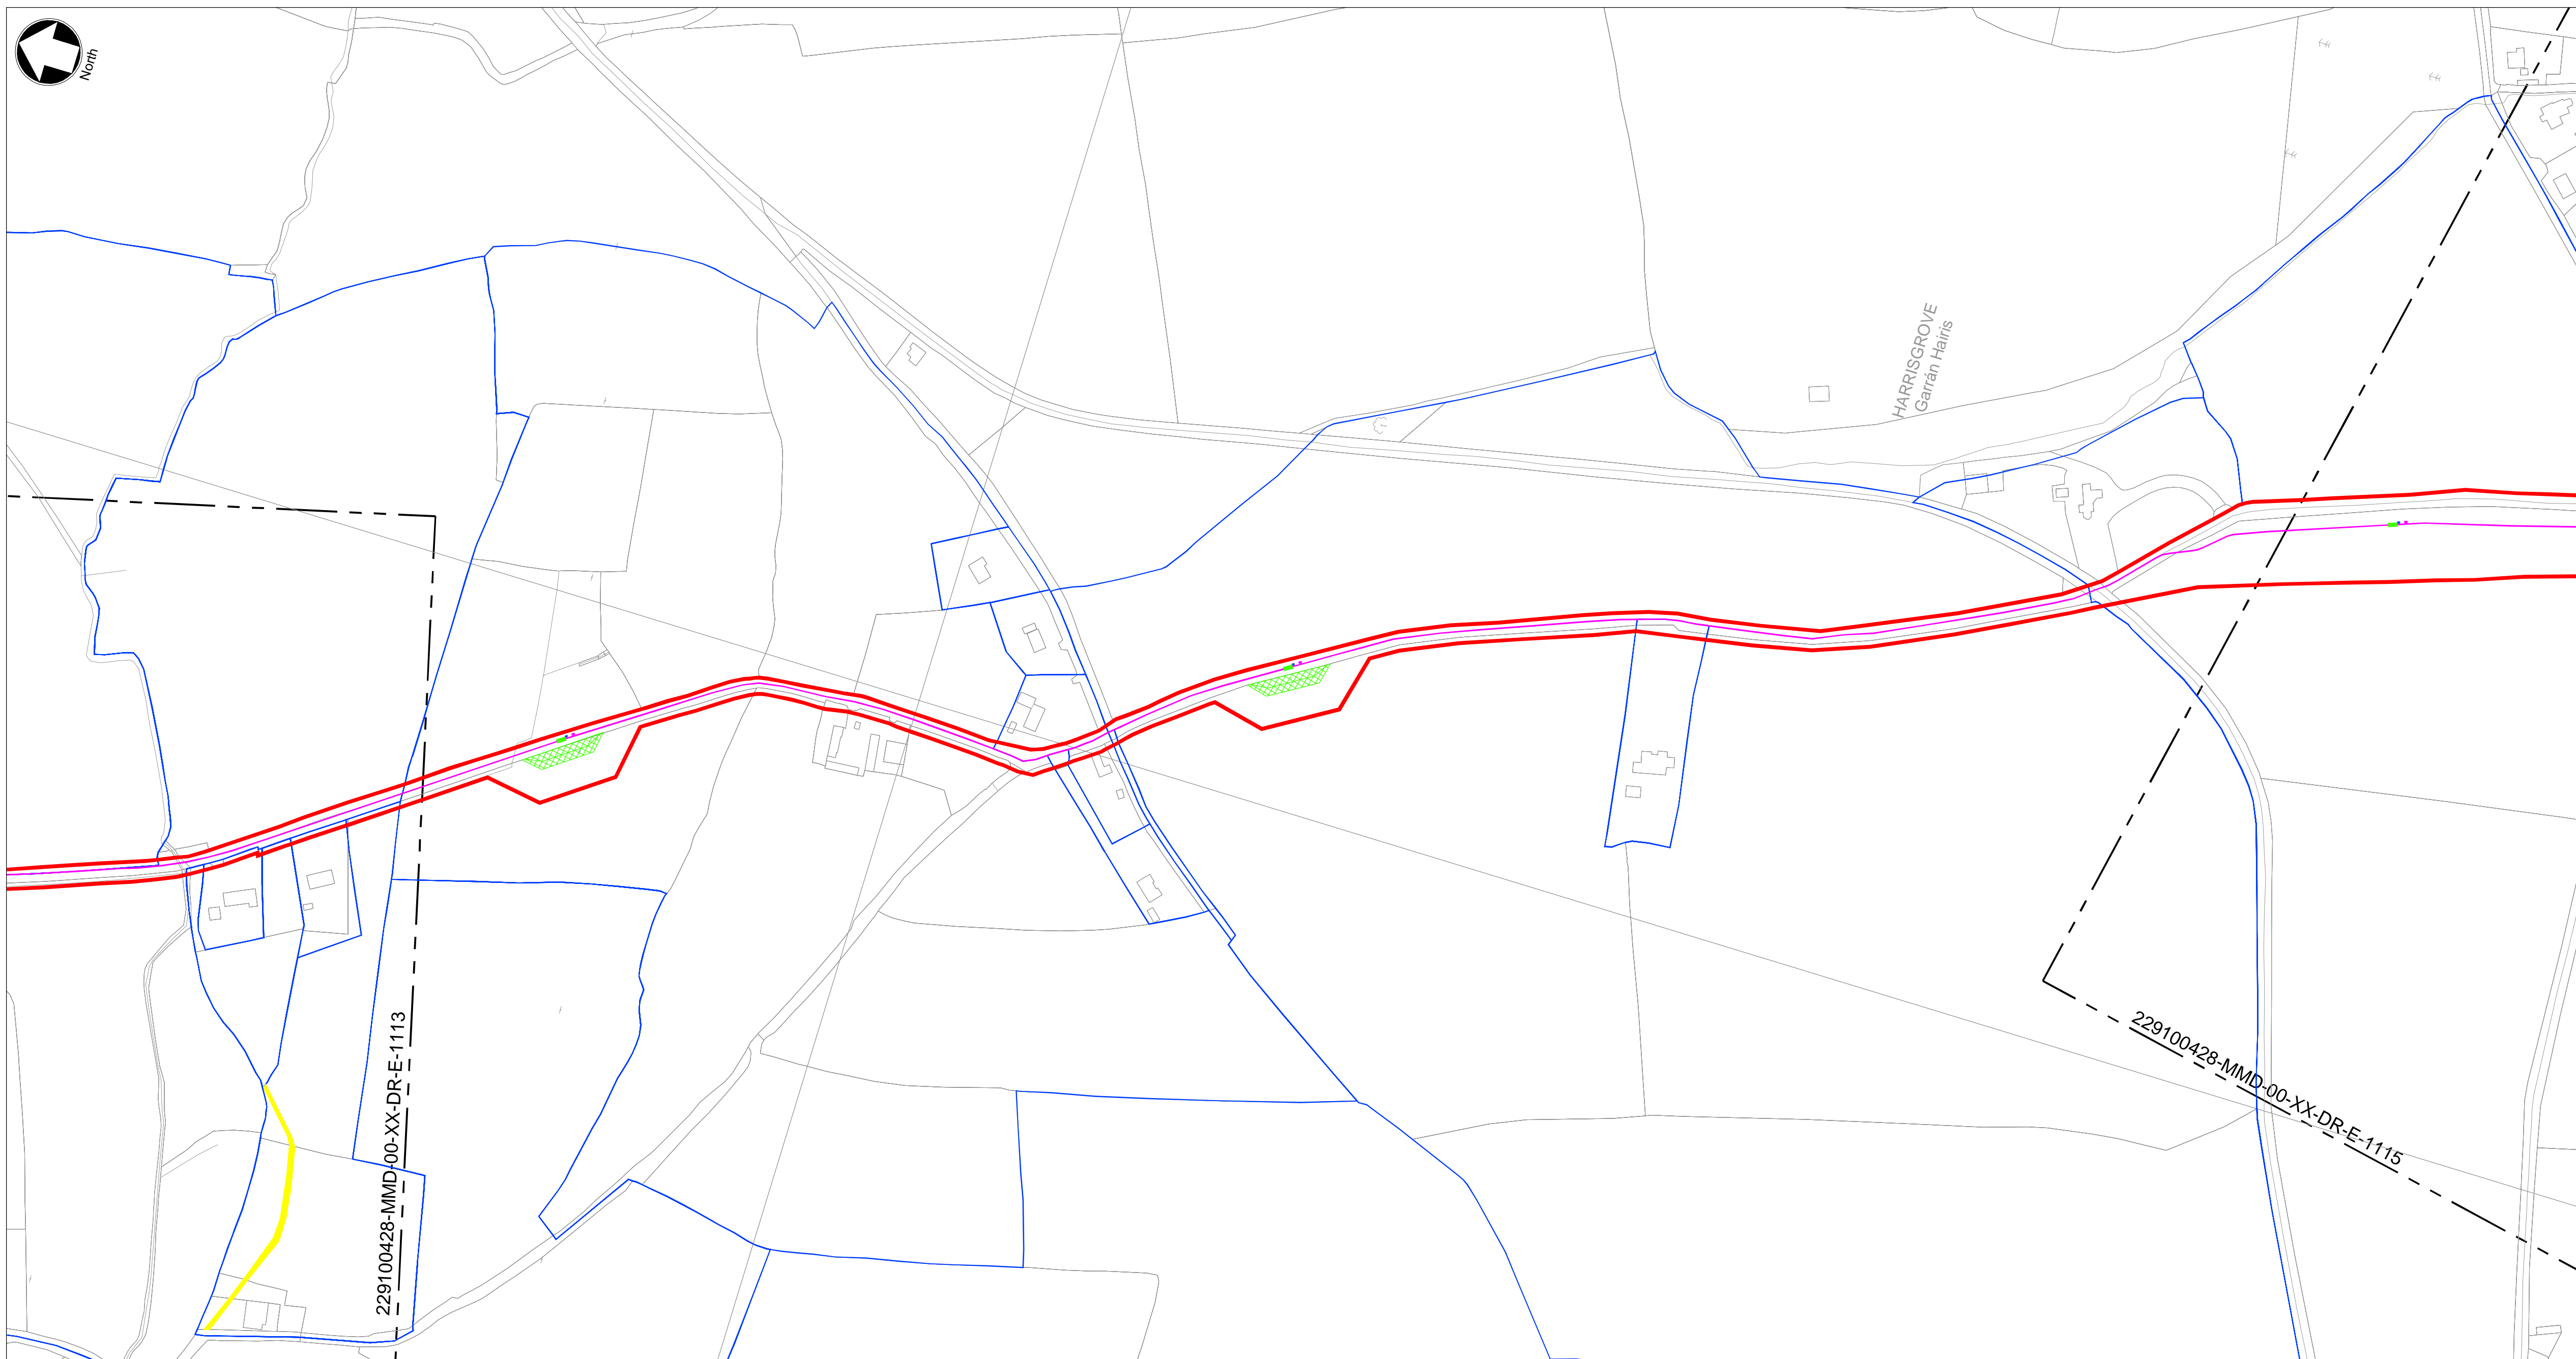 North
HARRISGROVE
Garrán Hairis
229100428-MMD-00-XX-DR-E-1113
229100428-MMD-00-XX-DR-E-1115